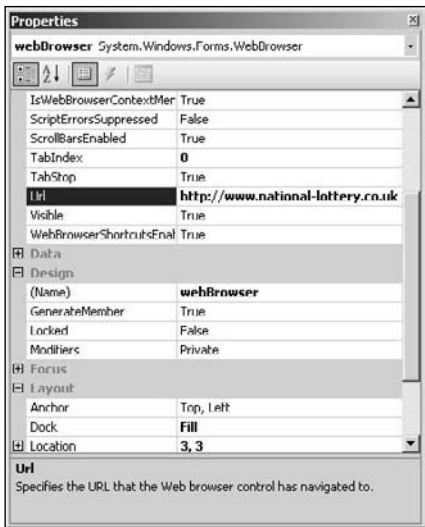 Properties
webBrowser System.Windows.Forms.WebBrowser
IsWebBrowserContextMer True
ScriptErrorsSuppressed False
ScrollBarsEnabled True
TabIndex 0
TabStop True
Url http://www.national-lottery.co.uk
Visible True
WebBrowserShortcutsEnat True
Data
Design
(Name) webBrowser
GenerateMember True
Locked False
Modifiers Private
Focus
Layout
Anchor Top, Left
Dock Fill
Location 3, 3
Url
Specifies the URL that the Web browser control has navigated to.